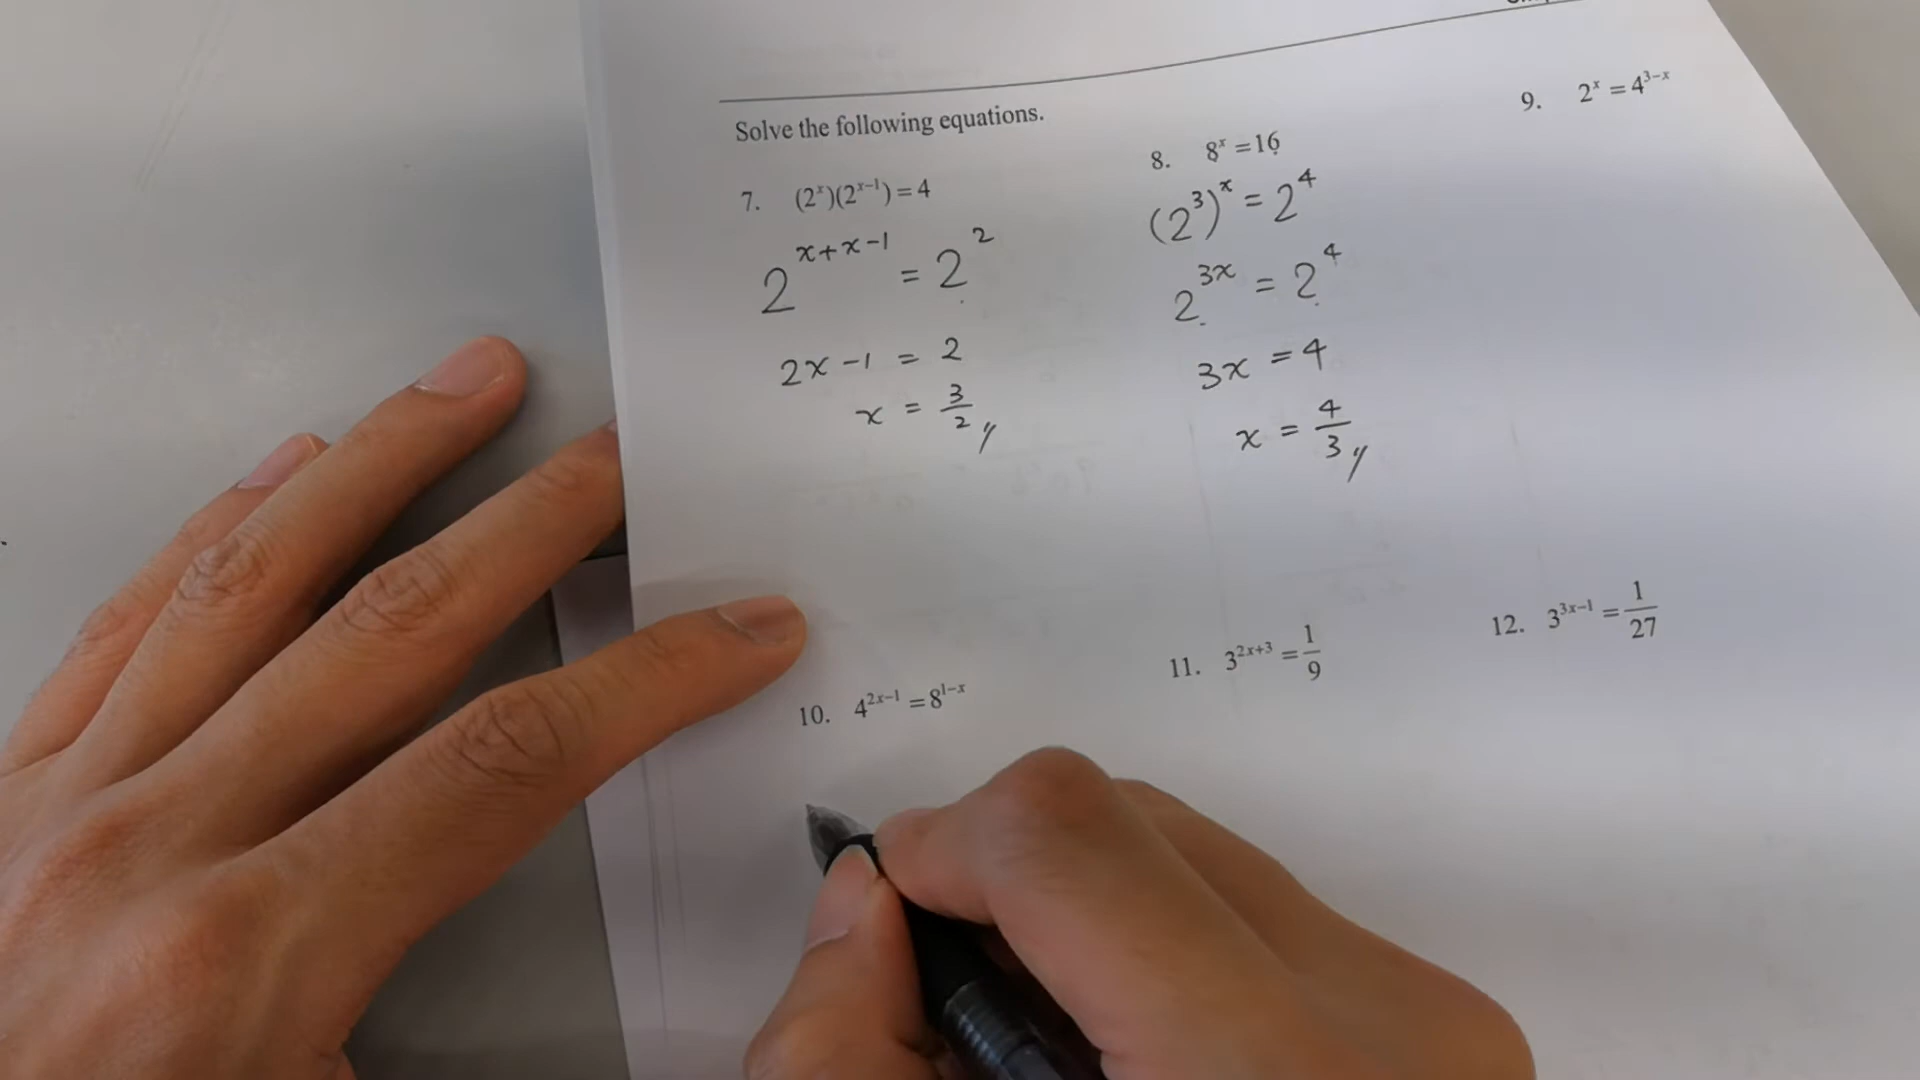 Solve the following equations.
7. (2^x)(2^{x-1}) = 4
2^{x+x-1} = 2^2
2x - 1 = 2
x = 3/2
8. 8^x = 16
(2^3)^x = 2^4
2^{3x} = 2^4
3x = 4
x = 4/3
9. 2^x = 4^{3-x}
10. 4^{2x-1} = 8^{1-x}
11. 3^{2x+3} = 1/9
12. 3^{3x-1} = 1/27